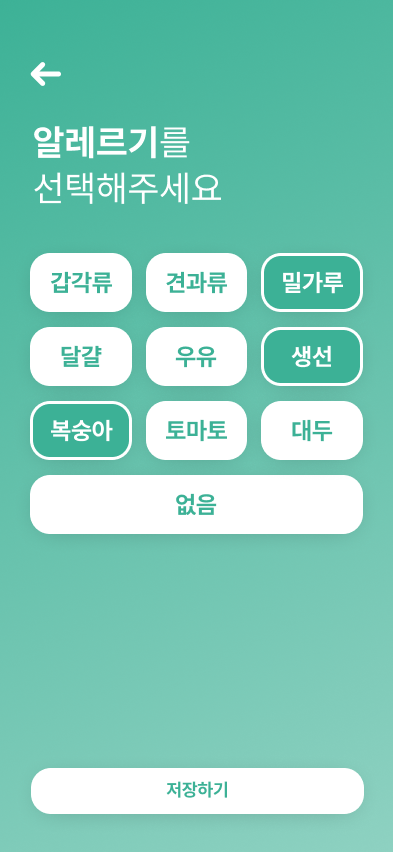 알레르기를
선택해주세요
갑각류 견과류 밀가루
달걀 우유 생선
복숭아 토마토 대두
없음
저장하기